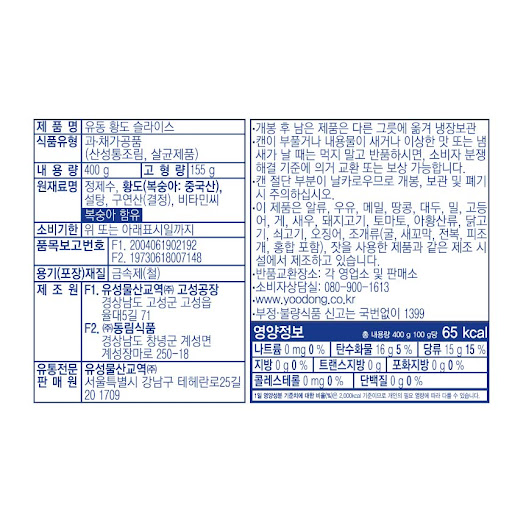 제 품 명 유동 황도 슬라이스
식품유형 과·채가공품
(산성통조림, 살균제품)
내 용 량 400 g 고 형 량 155 g
원재료명 정제수, 황도(복숭아: 중국산),
설탕, 구연산(결정), 비타민씨
복숭아 함유
소비기한 위 또는 아래표시일까지
품목보고번호 F1. 2004061902192
F2. 19730618007148
용기(포장)재질 금속제(철)
제 조 원 F1. 유성물산교역㈜ 고성공장
경상남도 고성군 고성읍
율대5길 71
F2. ㈜동림식품
경상남도 창녕군 계성면
계성장마로 250-18
유통전문판매원 유성물산교역㈜
서울특별시 강남구 테헤란로25길
20 1709
•개봉 후 남은 제품은 다른 그릇에 옮겨 냉장보관
•캔이 부풀거나 내용물이 새거나 이상한 맛 또는 냄
새가 날 때는 먹지 말고 반품하시면, 소비자 분쟁
해결 기준에 의거 교환 또는 보상 가능합니다.
•캔 절단 부분이 날카로우므로 개봉, 보관 및 폐기
시 주의하십시오.
•이 제품은 알류, 우유, 메밀, 땅콩, 대두, 밀, 고등
어, 게, 새우, 돼지고기, 토마토, 아황산류, 닭고
기, 쇠고기, 오징어, 조개류(굴, 새꼬막, 전복, 피조
개, 홍합 포함), 잣을 사용한 제품과 같은 제조 시
설에서 제조하고 있습니다.
•반품교환장소: 각 영업소 및 판매소
•소비자상담실: 080-900-1613
•www.yoodong.co.kr
•부정·불량식품 신고는 국번없이 1399
영양정보 총 내용량 400 g 100 g당 65 kcal
나트륨 0 mg 0 % 탄수화물 16 g 5 % 당류 15 g 15 %
지방 0 g 0 % 트랜스지방 0 g 포화지방 0 g 0 %
콜레스테롤 0 mg 0 % 단백질 0 g 0 %
1일 영양성분 기준치에 대한 비율(%)은 2,000kcal 기준이므로 개인의 필요 열량에 따라 다를 수 있습니다.